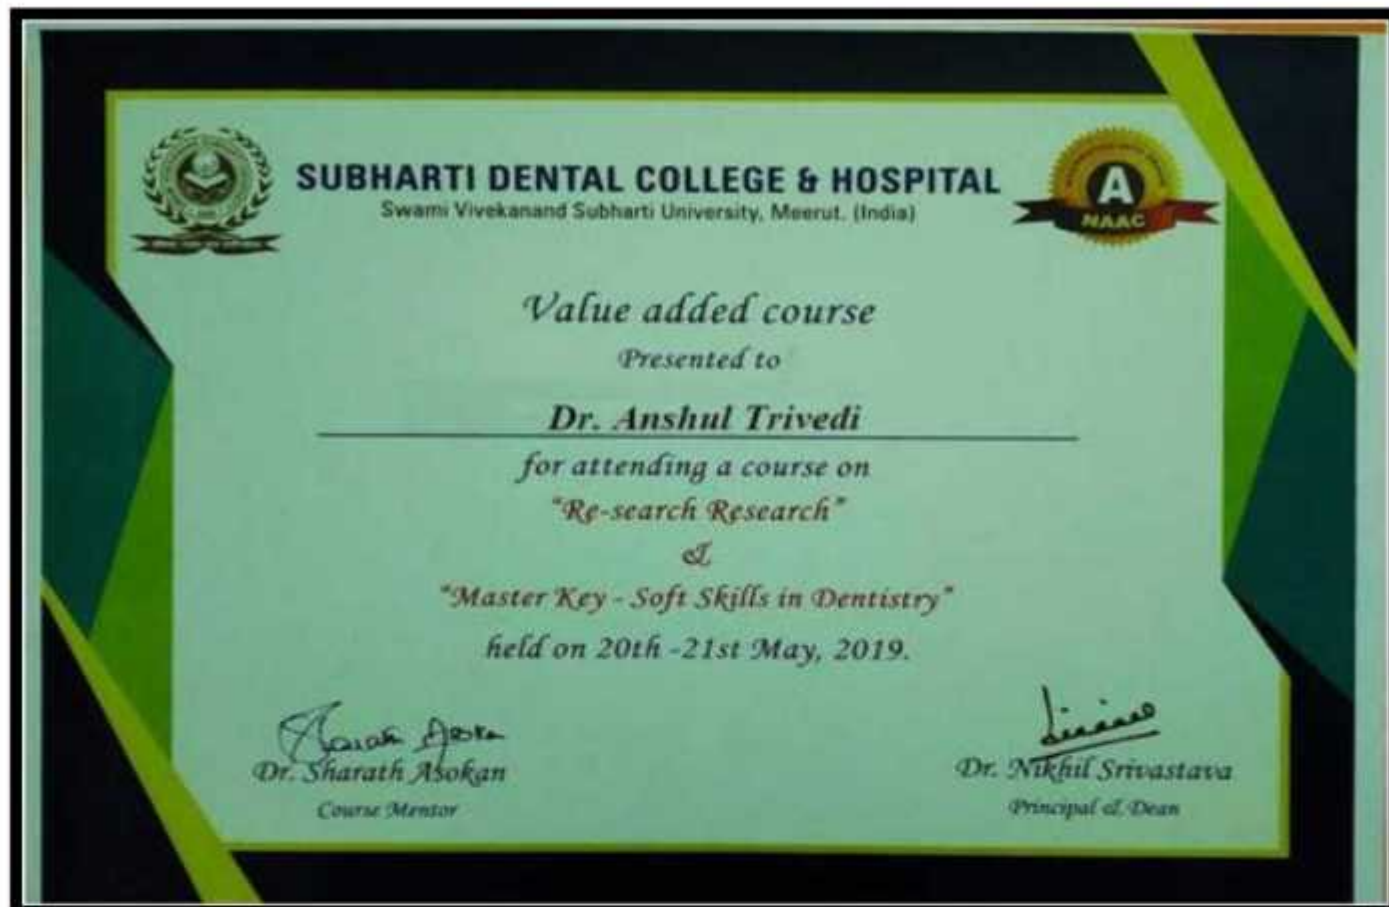 SUBHARTI DENTAL COLLEGE & HOSPITAL
Swami Vivekanand Subharti University, Meerut. (India)
A
NAAC
Value added course
Presented to
Dr. Anshul Trivedi
for attending a course on
"Re-search Research"
&
"Master Key - Soft Skills in Dentistry"
held on 20th -21st May, 2019.
Sharath Asokan
Dr. Sharath Asokan
Dr. Nikhil Srivastava
Course Mentor
Principal & Dean